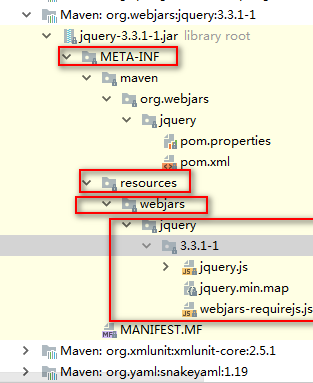 Maven: org.webjars:jquery:3.3.1-1
jquery-3.3.1-1.jar library root
META-INF
maven
org.webjars
jquery
pom.properties
pom.xml
resources
webjars
jquery
3.3.1-1
jquery.js
jquery.min.map
webjars-requirejs.js
MANIFEST.MF
Maven: org.xmlunit:xmlunit-core:2.5.1
Maven: org.yaml:snakeyaml:1.19